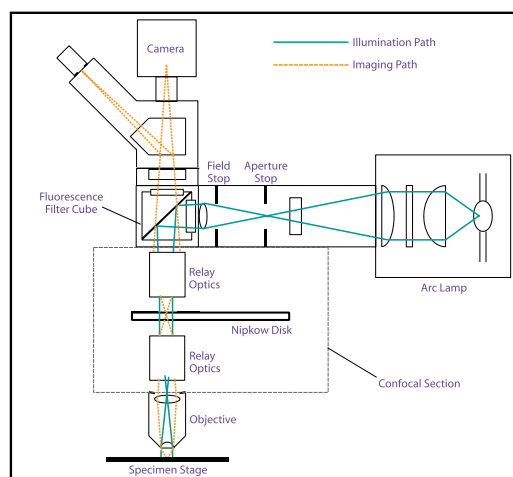 Camera
Illumination Path
Imaging Path
Field
Stop
Aperture
Stop
Fluorescence
Filter Cube
Arc Lamp
Relay
Optics
Nipkow Disk
Relay
Optics
Confocal Section
Objective
Specimen Stage